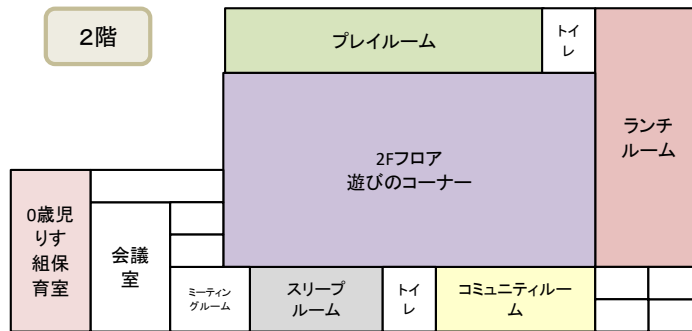 2階
プレイルーム
トイ
レ
ランチ
ルーム
2Fフロア
遊びのコーナー
0歳児
りす
組保
育室
会議
室
ミーティン
グルーム
スリープ
ルーム
トイ
レ
コミュニティルー
ム